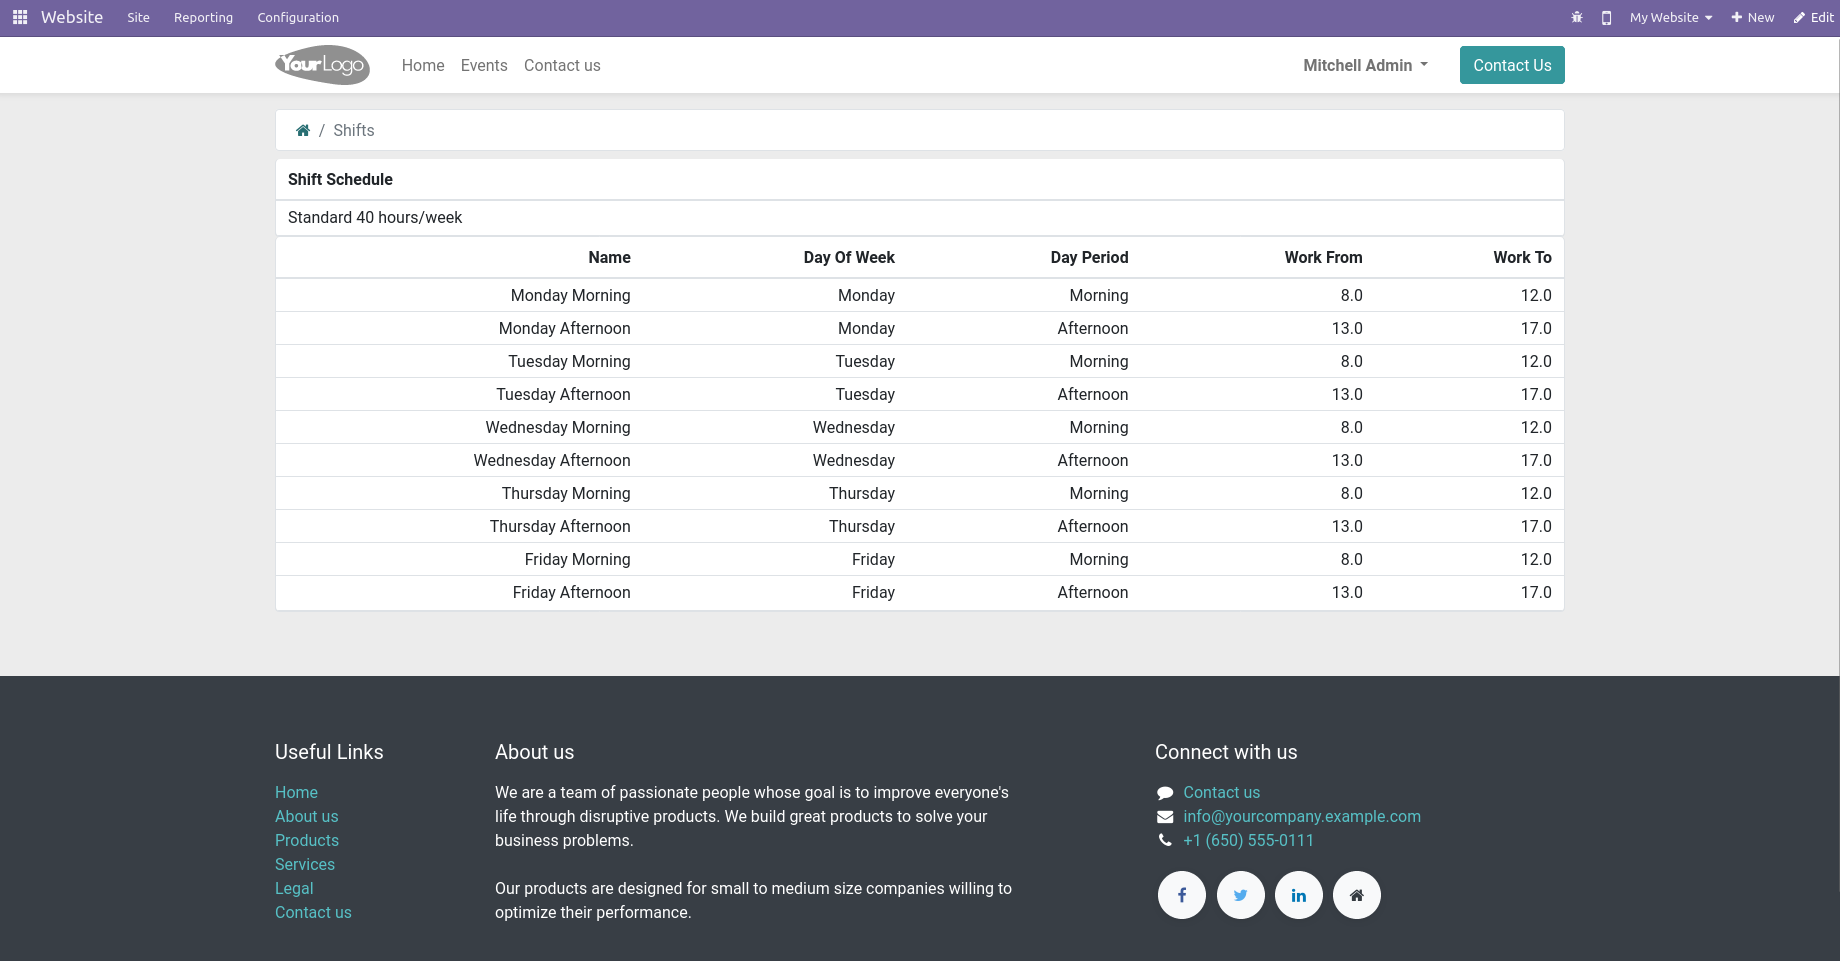 Website Site Reporting Configuration My Website New Edit
YourLogo Home Events Contact us Mitchell Admin Contact Us
/ Shifts
Shift Schedule
Standard 40 hours/week
Name Day Of Week Day Period Work From Work To
Monday Morning Monday Morning 8.0 12.0
Monday Afternoon Monday Afternoon 13.0 17.0
Tuesday Morning Tuesday Morning 8.0 12.0
Tuesday Afternoon Tuesday Afternoon 13.0 17.0
Wednesday Morning Wednesday Morning 8.0 12.0
Wednesday Afternoon Wednesday Afternoon 13.0 17.0
Thursday Morning Thursday Morning 8.0 12.0
Thursday Afternoon Thursday Afternoon 13.0 17.0
Friday Morning Friday Morning 8.0 12.0
Friday Afternoon Friday Afternoon 13.0 17.0
Useful Links
Home
About us
Products
Services
Legal
Contact us
About us
We are a team of passionate people whose goal is to improve everyone's
life through disruptive products. We build great products to solve your
business problems.
Our products are designed for small to medium size companies willing to
optimize their performance.
Connect with us
Contact us
info@yourcompany.example.com
+1 (650) 555-0111